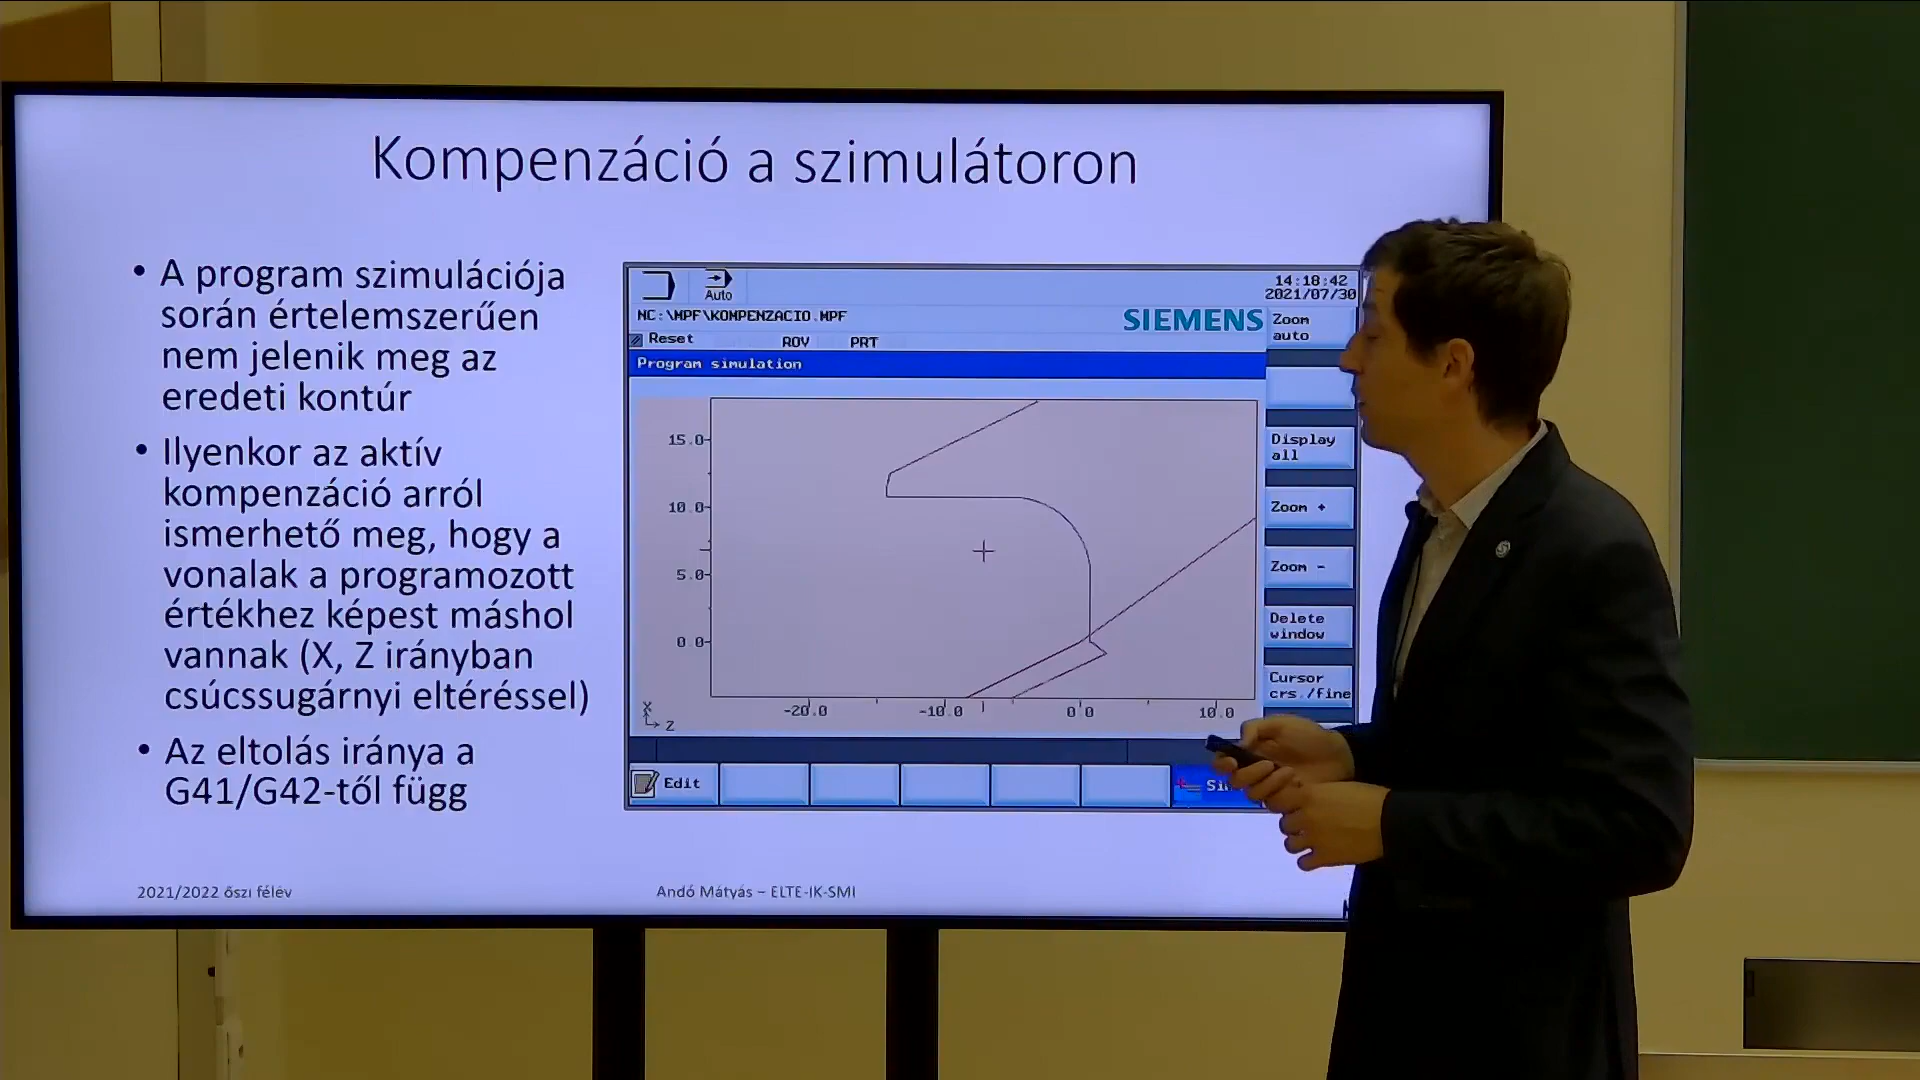 Kompenzáció a szimulátoron
• A program szimulációja
során értelemszerűen
nem jelenik meg az
eredeti kontúr
• Ilyenkor az aktív
kompenzáció arról
ismerhető meg, hogy a
vonalak a programozott
értékhez képest máshol
vannak (X, Z irányban
csúcssugárnyi eltéréssel)
• Az eltolás iránya a
G41/G42-től függ
Auto
14:18:42
2021/07/30
NC:\MPF\KOMPENZACIO.MPF
SIEMENS
Reset
ROV
PRT
Program simulation
15.0
10.0
5.0
0.0
-20.0
-10.0
0.0
10.0
X
Z
Zoom
auto
Display
all
Zoom +
Zoom -
Delete
window
Cursor
crs./fine
Edit
2021/2022 őszi félév
Andó Mátyás – ELTE-IK-SMI